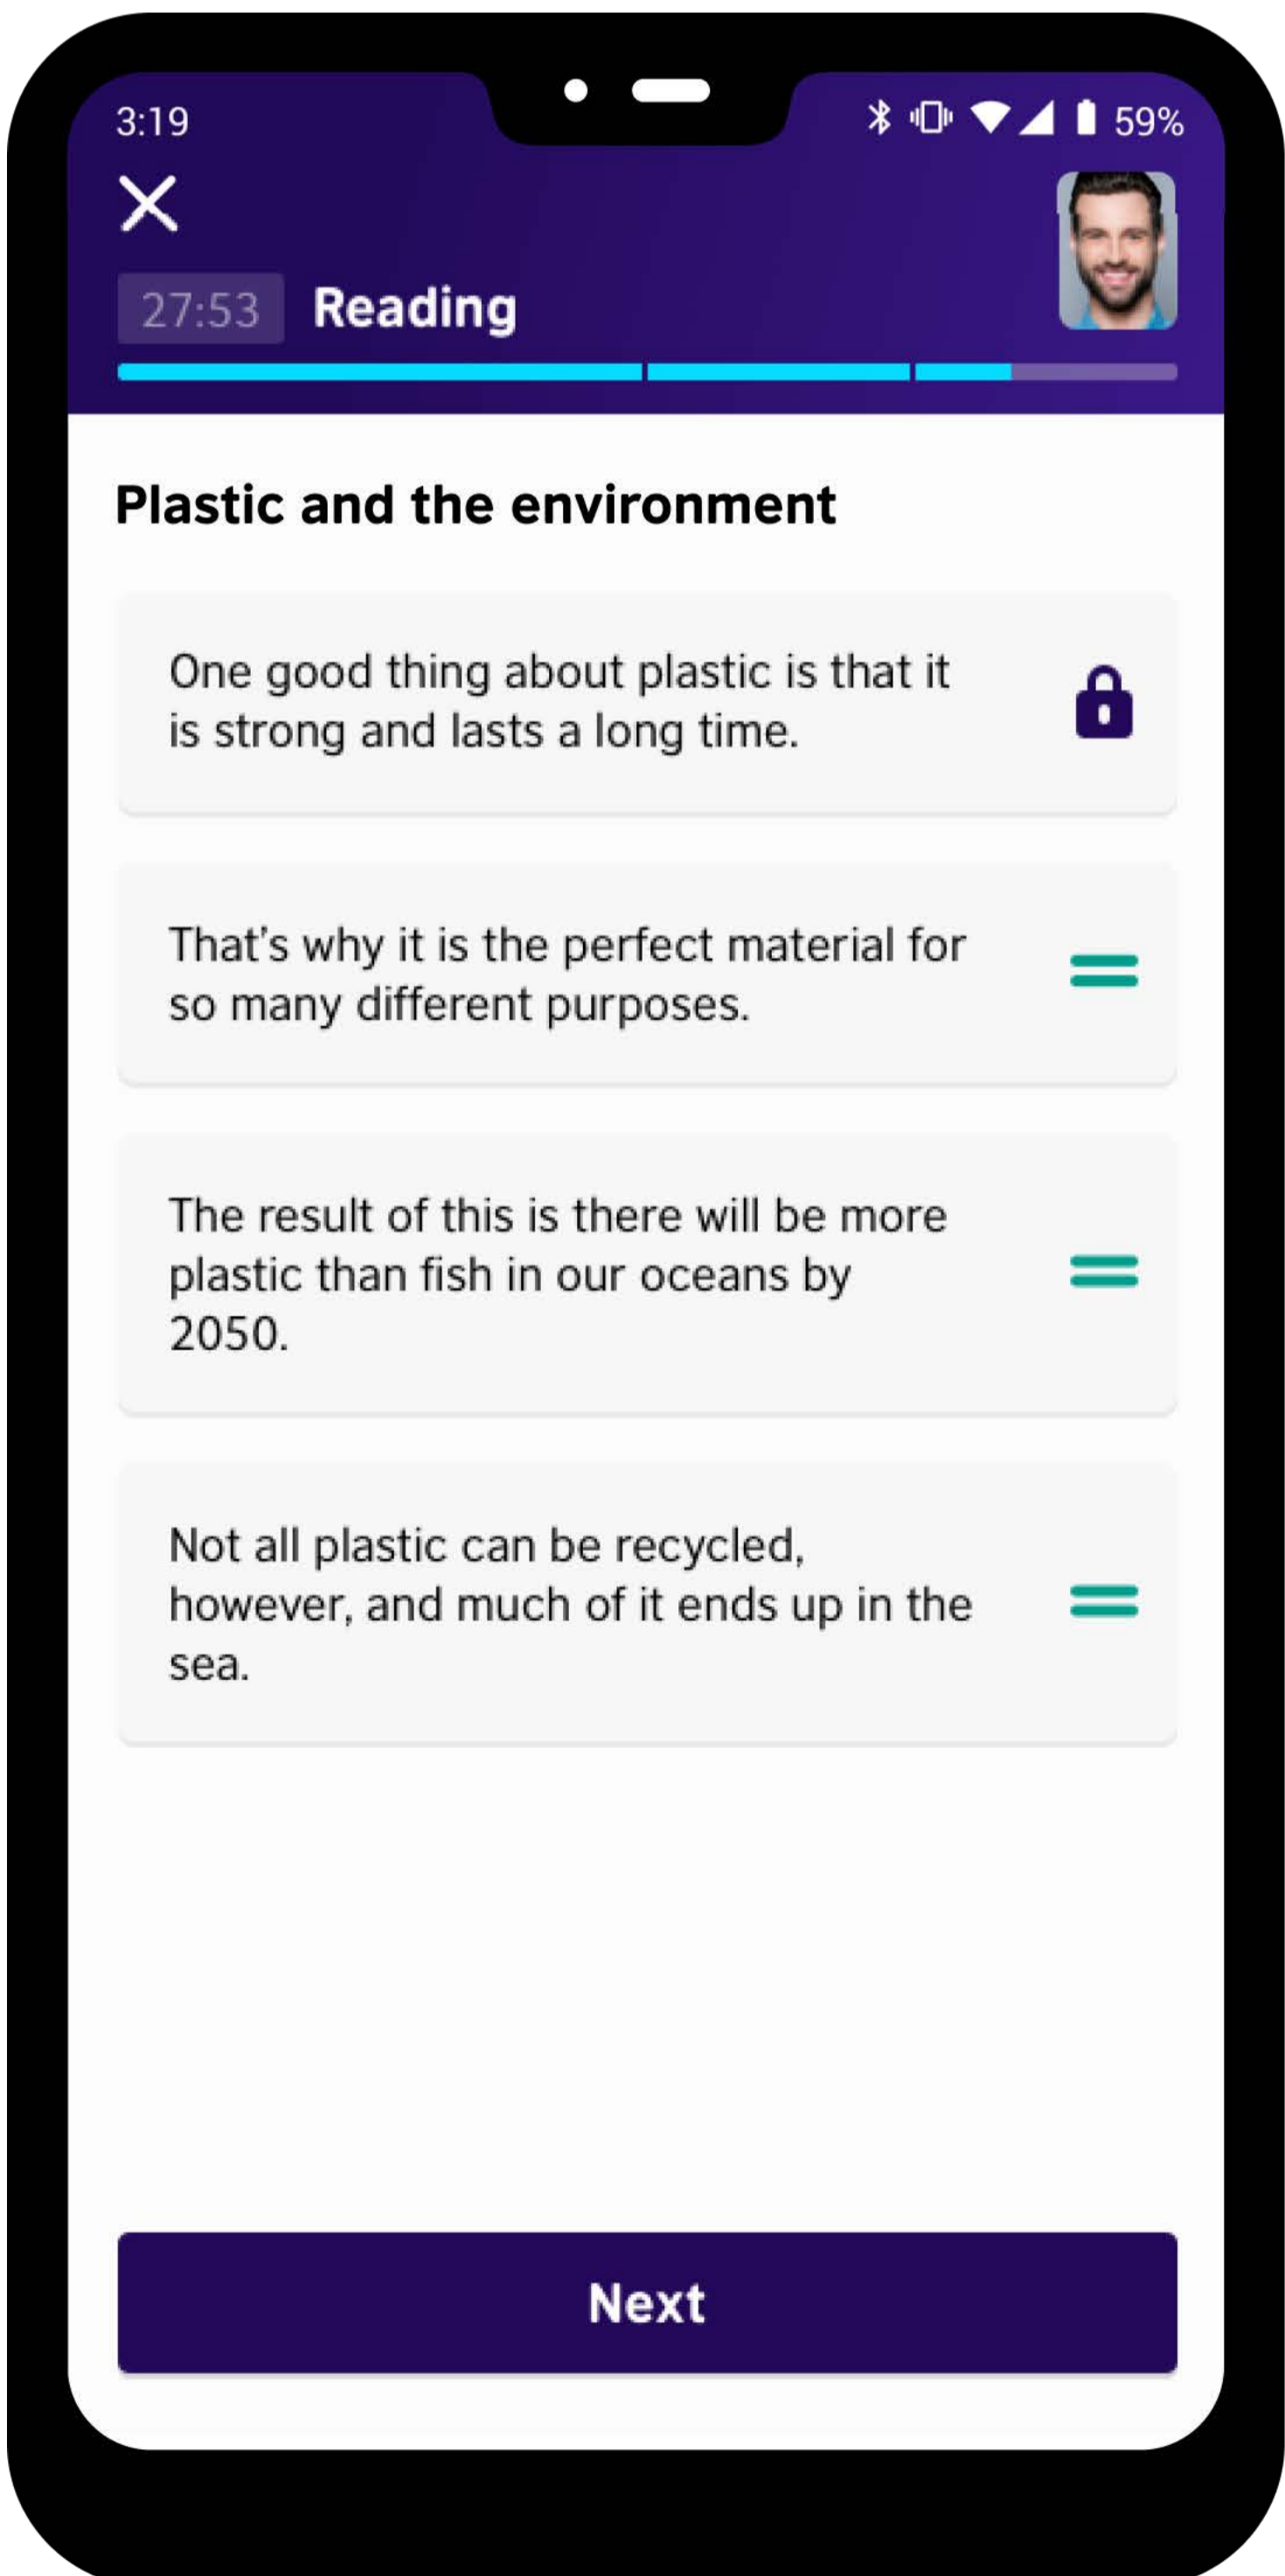 3:19
59%
27:53 Reading
Plastic and the environment
One good thing about plastic is that it
is strong and lasts a long time.
That's why it is the perfect material for
so many different purposes.
The result of this is there will be more
plastic than fish in our oceans by
2050.
Not all plastic can be recycled,
however, and much of it ends up in the
sea.
Next